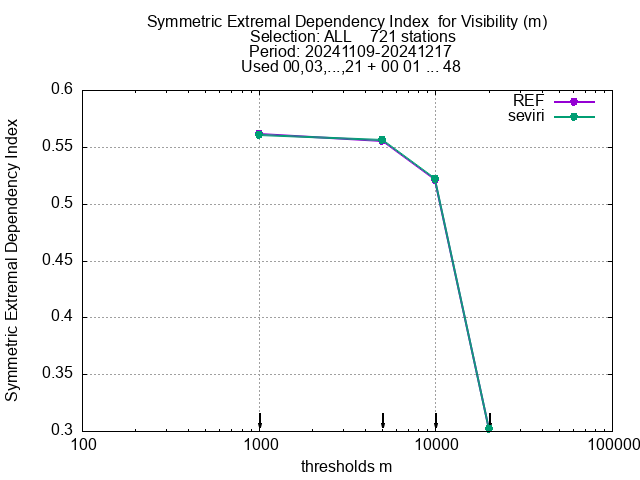 Symmetric Extremal Dependency Index  for Visibility (m)
Selection: ALL    721 stations
Period: 20241109-20241217
Used 00,03,...,21 + 00 01 ... 48
REF
seviri
Symmetric Extremal Dependency Index
0.6
0.55
0.5
0.45
0.4
0.35
0.3
100
1000
10000
100000
thresholds m